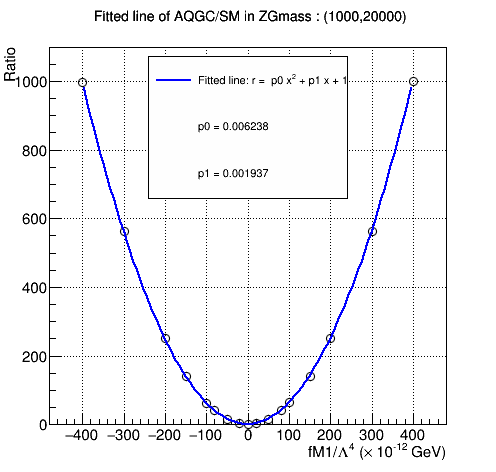 Fitted line of AQGC/SM in ZGmass : (1000,20000)
Ratio
Fitted line: r = p0 x² + p1 x + 1
p0 = 0.006238
p1 = 0.001937
1000
800
600
400
200
0
−400 −300 −200 −100 0 100 200 300 400
fM1/Λ⁴ (× 10⁻¹² GeV)